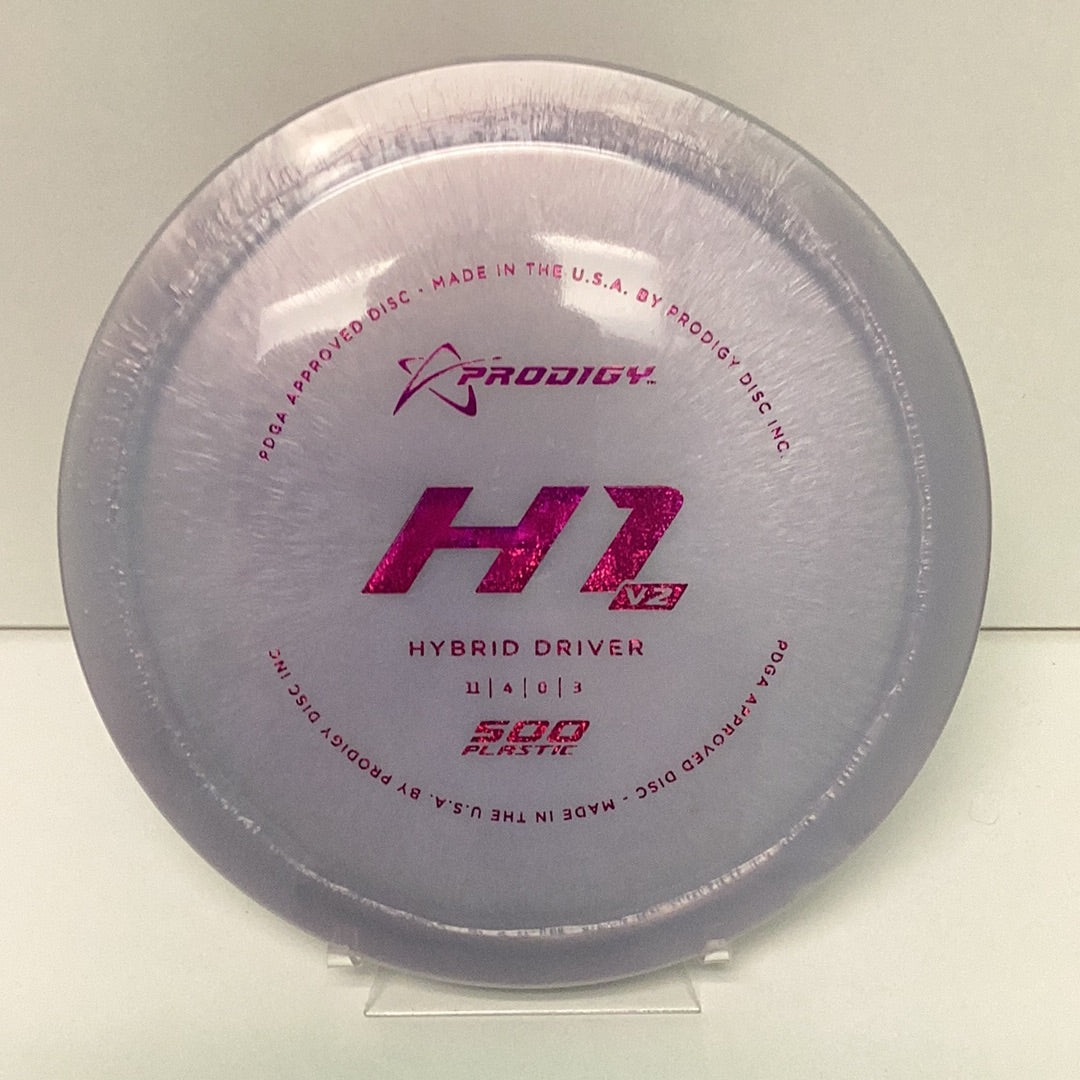 PDGA APPROVED DISC - MADE IN THE U.S.A. BY PRODIGY DISC INC.
PRODIGY™
H1
V2
HYBRID DRIVER
11 | 4 | 0 | 3
500
PLASTIC
PDGA APPROVED DISC - MADE IN THE U.S.A. BY PRODIGY DISC INC